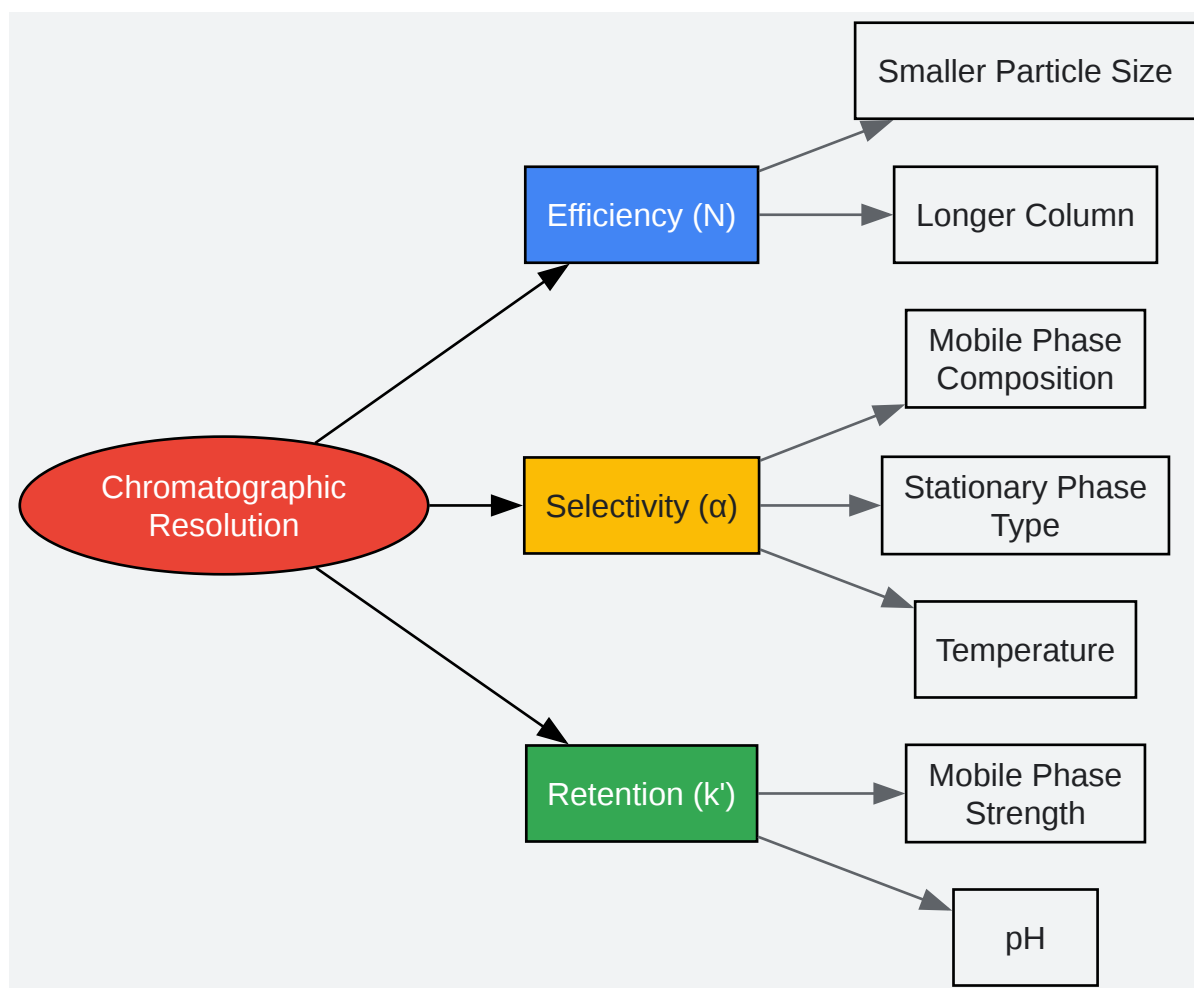 Smaller Particle Size
Efficiency (N)
Longer Column
Mobile Phase
Composition
Chromatographic
Resolution
Selectivity (α)
Stationary Phase
Type
Temperature
Retention (k')
Mobile Phase
Strength
pH